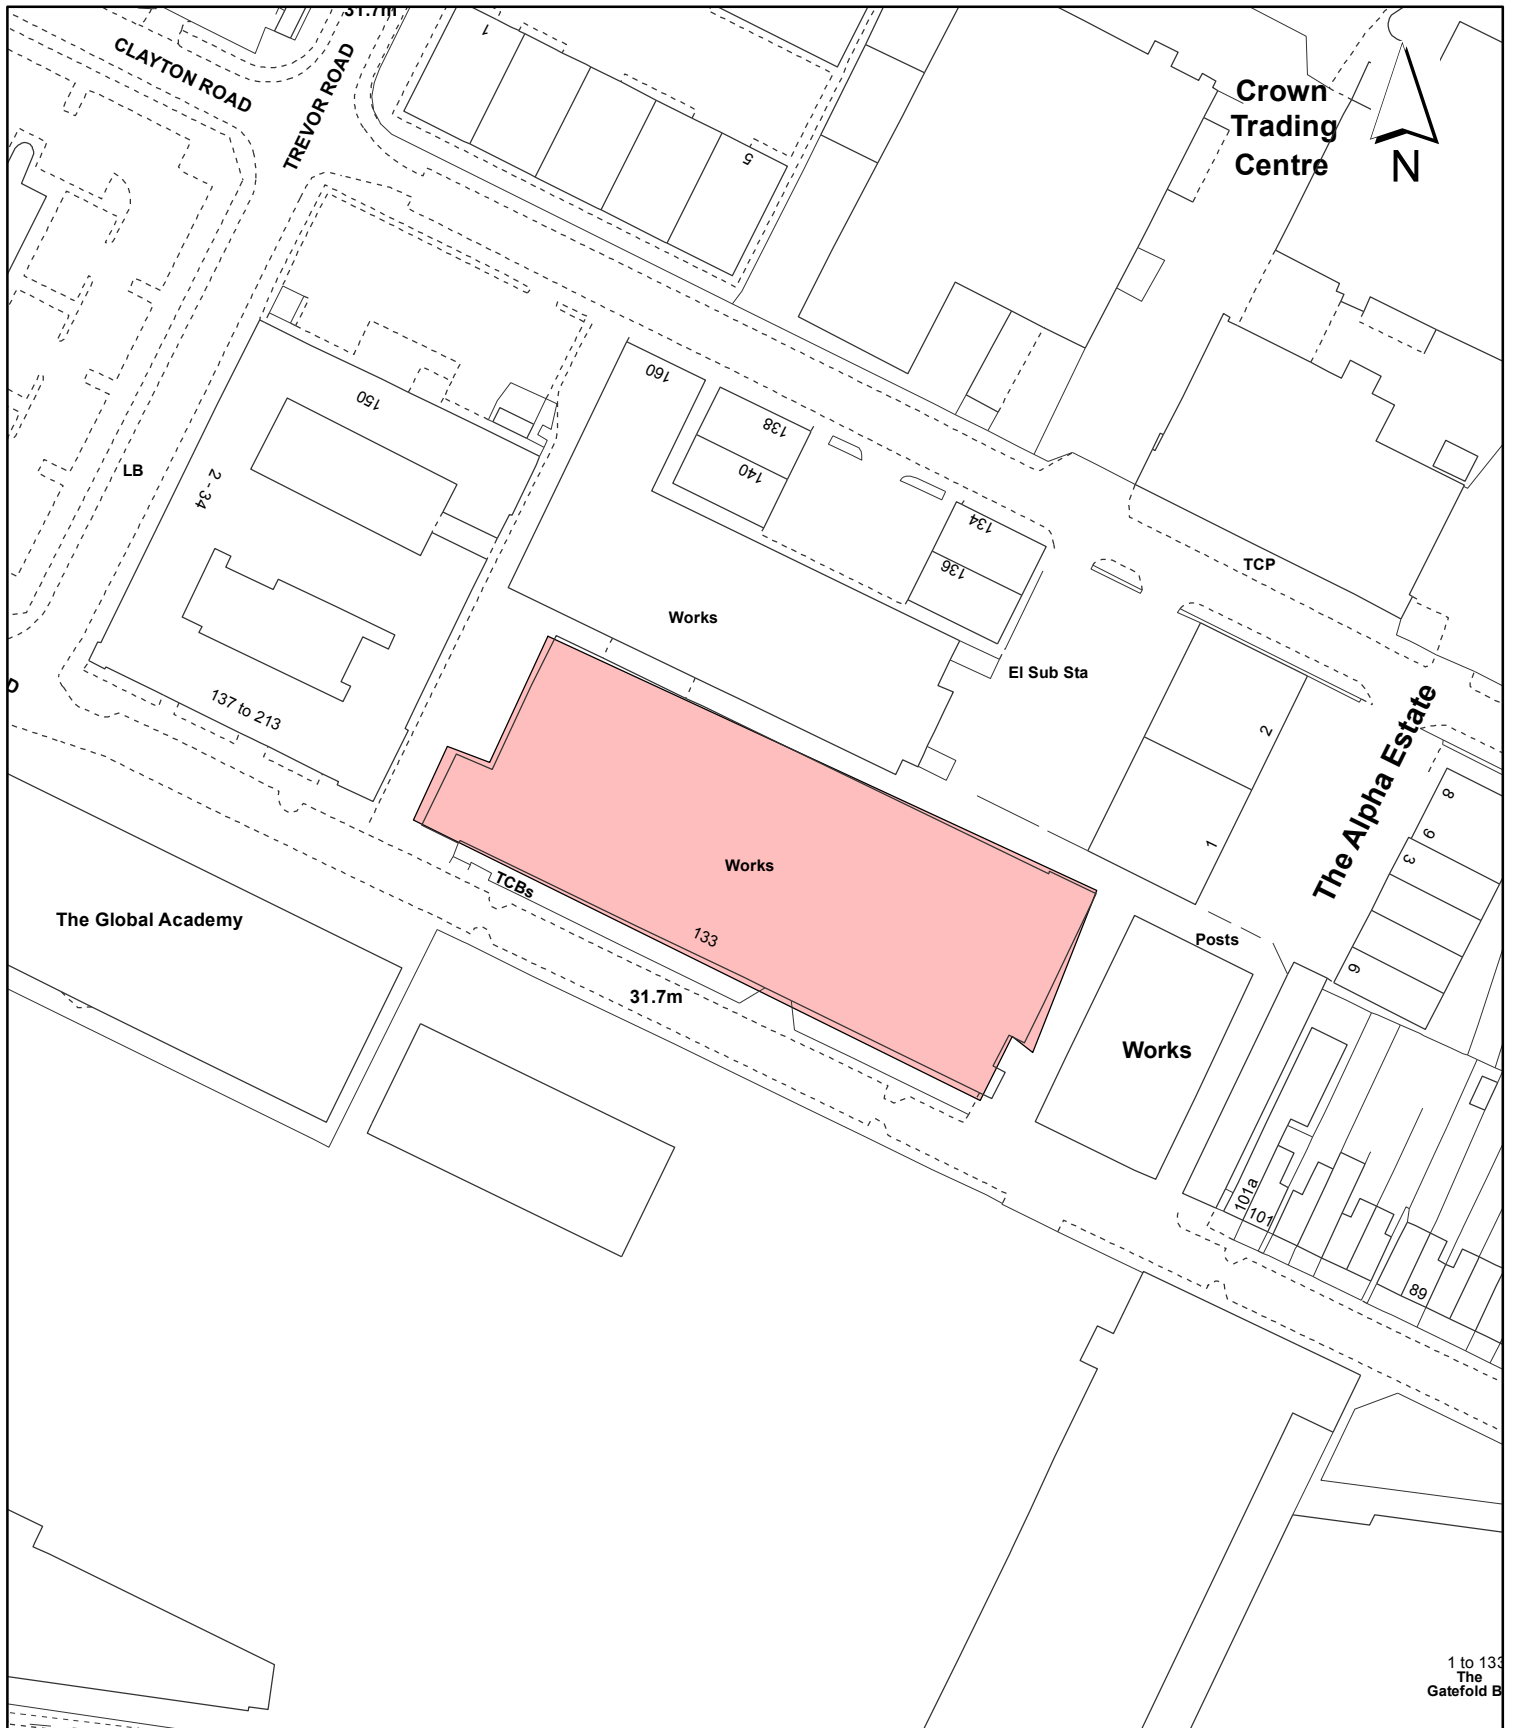 31.7m
CLAYTON ROAD
TREVOR ROAD
1
5
Crown
Trading
Centre
N
160
150
138
140
134
136
LB
2 - 34
TCP
Works
El Sub Sta
137 to 213
The Alpha Estate
2
1
8
6
3
9
Works
TCBs
133
The Global Academy
31.7m
Posts
Works
101a
101
89
1 to 133
The
Gatefold B